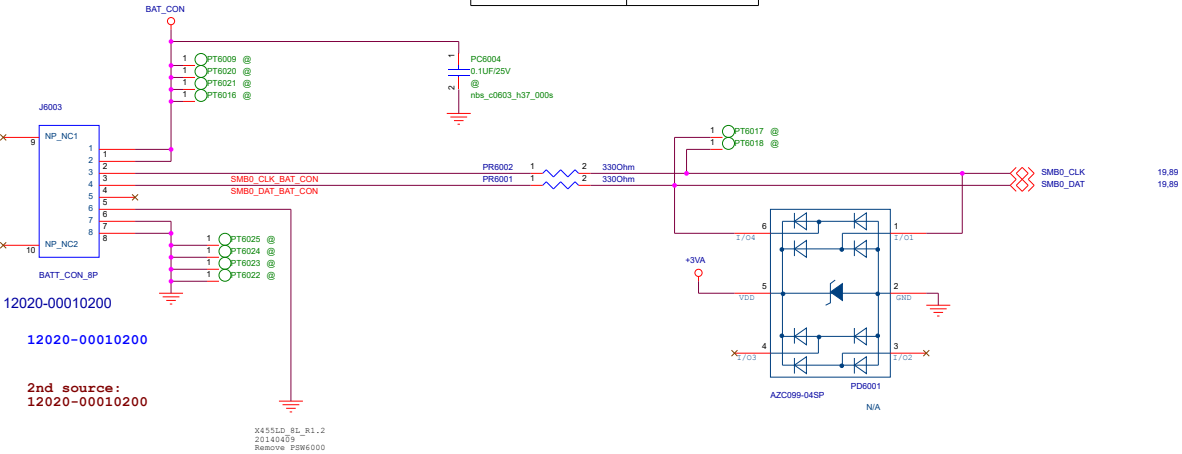 BAT_CON
1 PT6009 @
1 PT6020 @
1 PT6021 @
1 PT6016 @
1
PC6004
0.1UF/25V
@
2
nbs_c0603_h37_000s
J6003
NP_NC1
9
1 1
2 2
3 3
4 4
5 5
6 6
7 7
8 8
NP_NC2
10
BATT_CON_8P
SMB0_CLK_BAT_CON
SMB0_DAT_BAT_CON
PR6002 1 2 330Ohm
PR6001 1 2 330Ohm
1 PT6017 @
1 PT6018 @
SMB0_CLK 19,89
SMB0_DAT 19,89
1 PT6025 @
1 PT6024 @
1 PT6023 @
1 PT6022 @
+3VA
6 1
I/O4 I/O1
5 2
VDD GND
4 3
I/O3 I/O2
PD6001
AZC099-04SP
N/A
12020-00010200
12020-00010200
2nd source:
12020-00010200
X455LD_8L_R1.2
20140409
Remove PSW6000